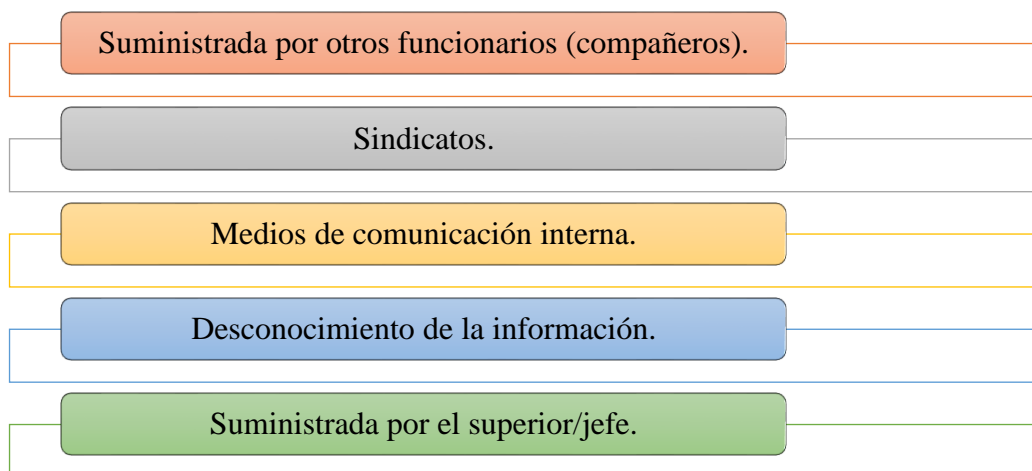 Suministrada por otros funcionarios (compañeros).
Sindicatos.
Medios de comunicación interna.
Desconocimiento de la información.
Suministrada por el superior/jefe.